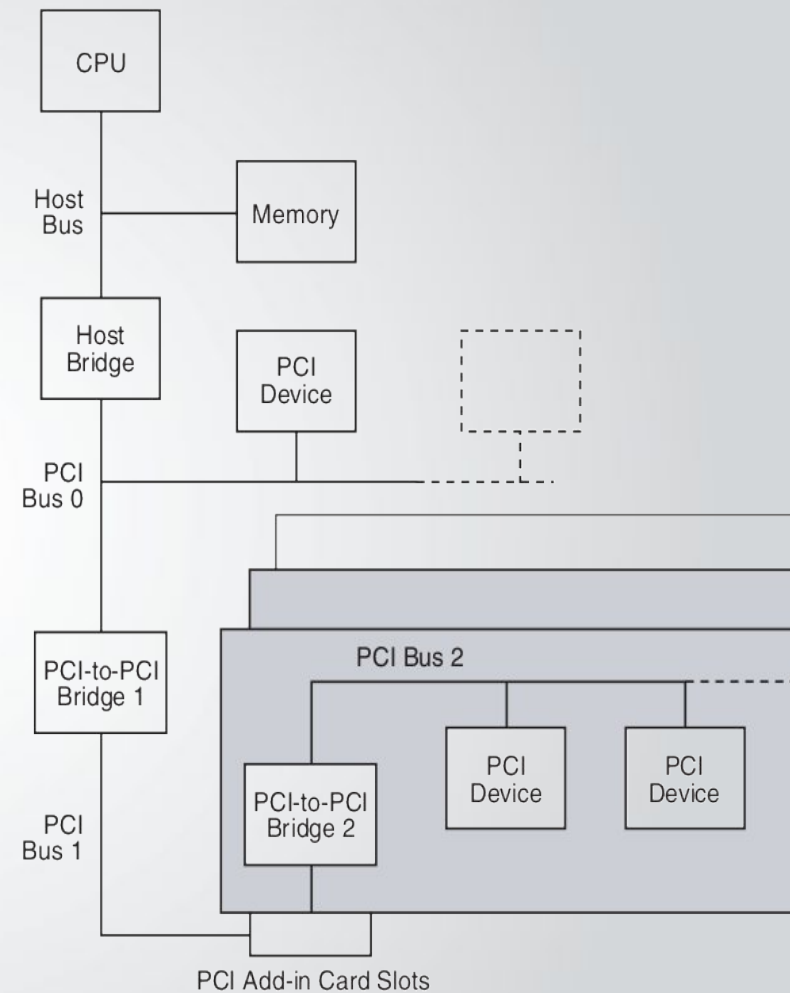 CPU
Host
Bus
Memory
Host
Bridge
PCI
Device
PCI
Bus 0
PCI-to-PCI
Bridge 1
PCI Bus 2
PCI-to-PCI
Bridge 2
PCI
Device
PCI
Device
PCI
Bus 1
PCI Add-in Card Slots